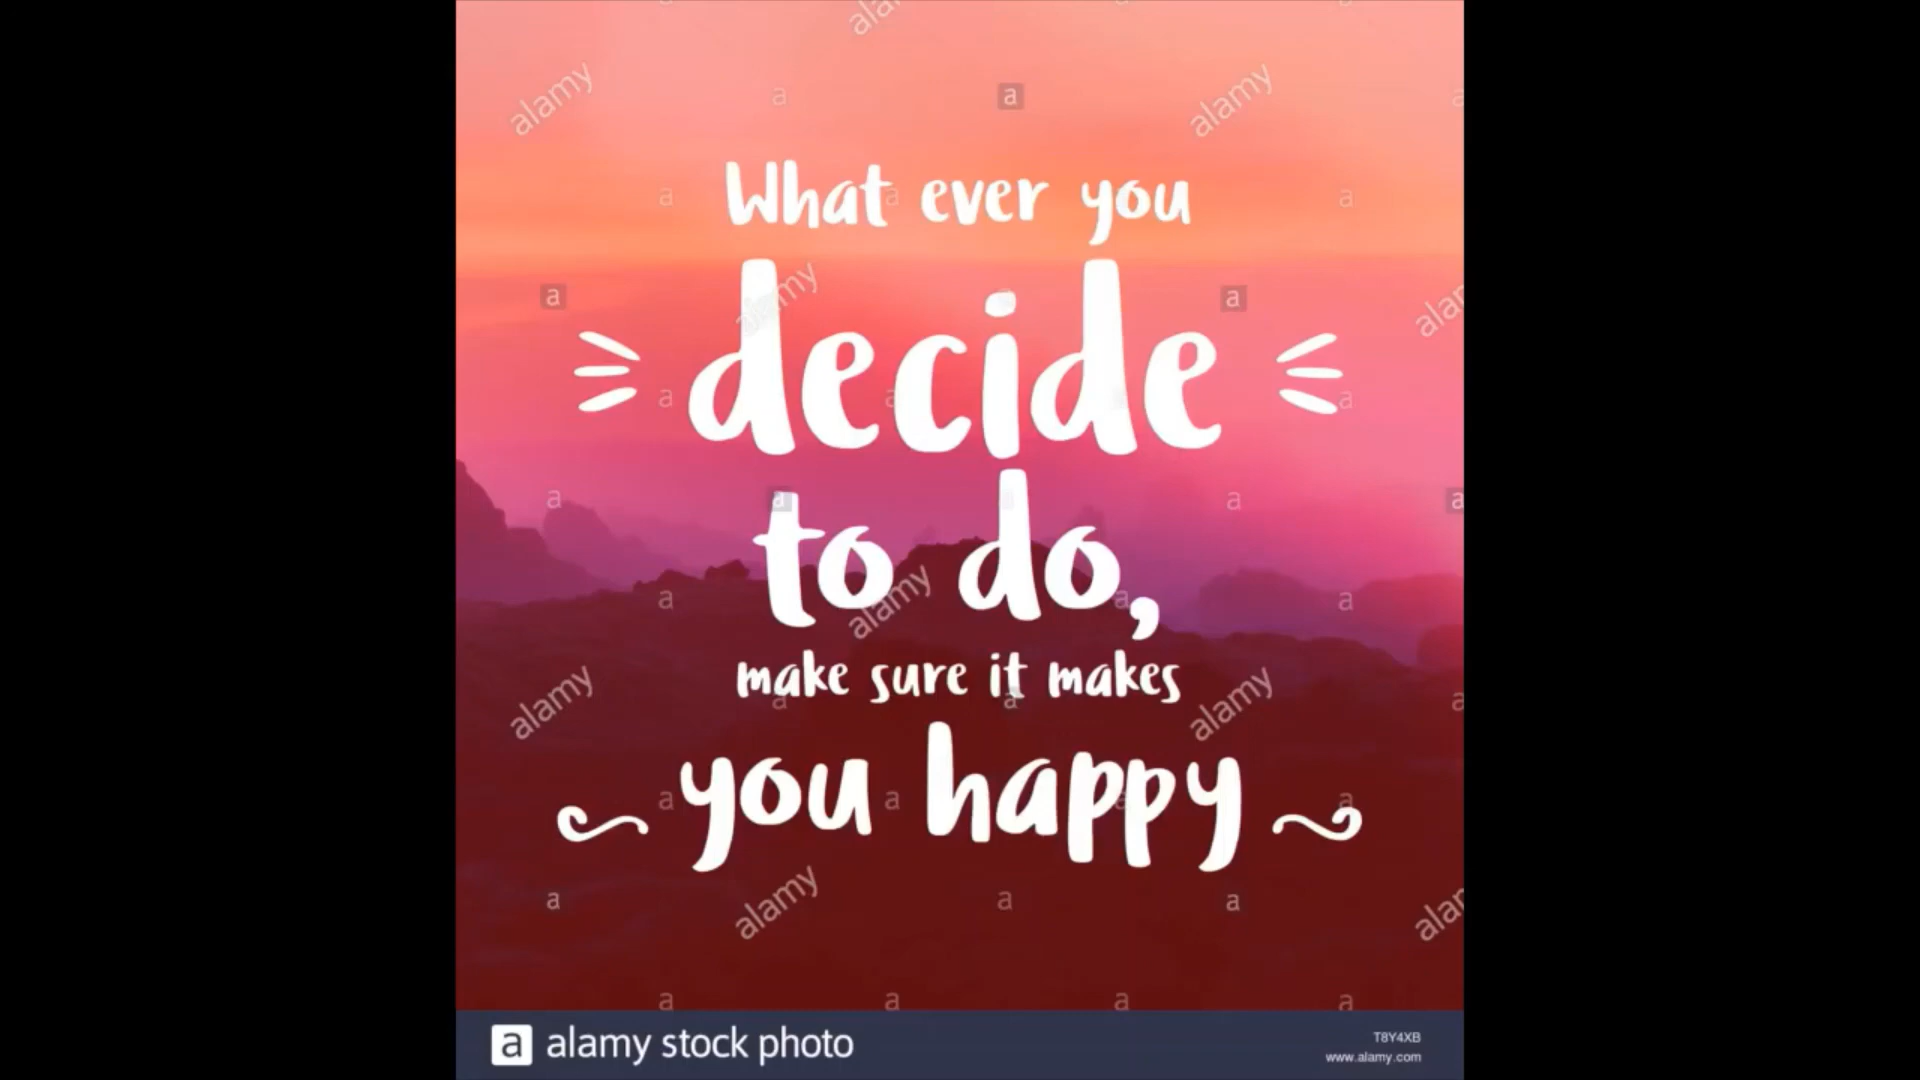 What ever you
decide
to do,
make sure it makes
you happy
a alamy stock photo
T8Y4XB
www.alamy.com